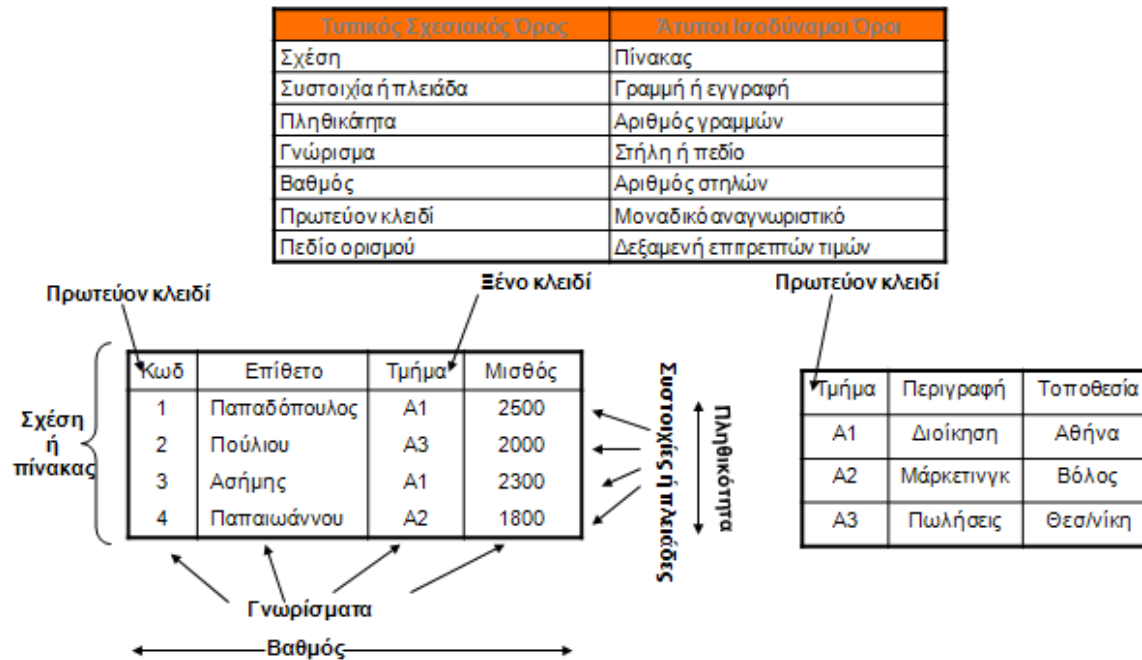 Τυπικός Σχεσιακός Όρος Άτυποι Ισοδύναμοι Όροι
Σχέση Πίνακας
Συστοιχία ή πλειάδα Γραμμή ή εγγραφή
Πληθικότητα Αριθμός γραμμών
Γνώρισμα Στήλη ή πεδίο
Βαθμός Αριθμός στηλών
Πρωτεύον κλειδί Μοναδικό αναγνωριστικό
Πεδίο ορισμού Δεξαμενή επιτρεπτών τιμών
Πρωτεύον κλειδί
Ξένο κλειδί
Πρωτεύον κλειδί
Σχέση
ή
πίνακας
Κωδ Επίθετο Τμήμα Μισθός
1 Παπαδόπουλος Α1 2500
2 Πούλιου Α3 2000
3 Ασήμης Α1 2300
4 Παπαιωάννου Α2 1800
Συστοιχίες ή πλειάδες
Πληθικότητα
Τμήμα Περιγραφή Τοποθεσία
Α1 Διοίκηση Αθήνα
Α2 Μάρκετινγκ Βόλος
Α3 Πωλήσεις Θεσ/νίκη
Γνωρίσματα
Βαθμός